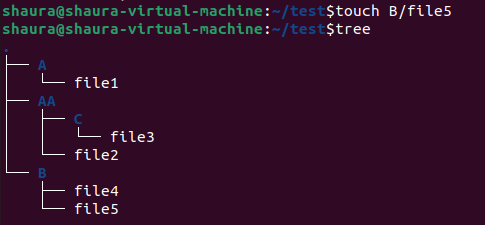 shaura@shaura-virtual-machine:~/test$touch B/file5
shaura@shaura-virtual-machine:~/test$tree
.
├── A
│   └── file1
├── AA
│   ├── C
│   │   └── file3
│   └── file2
└── B
    ├── file4
    └── file5